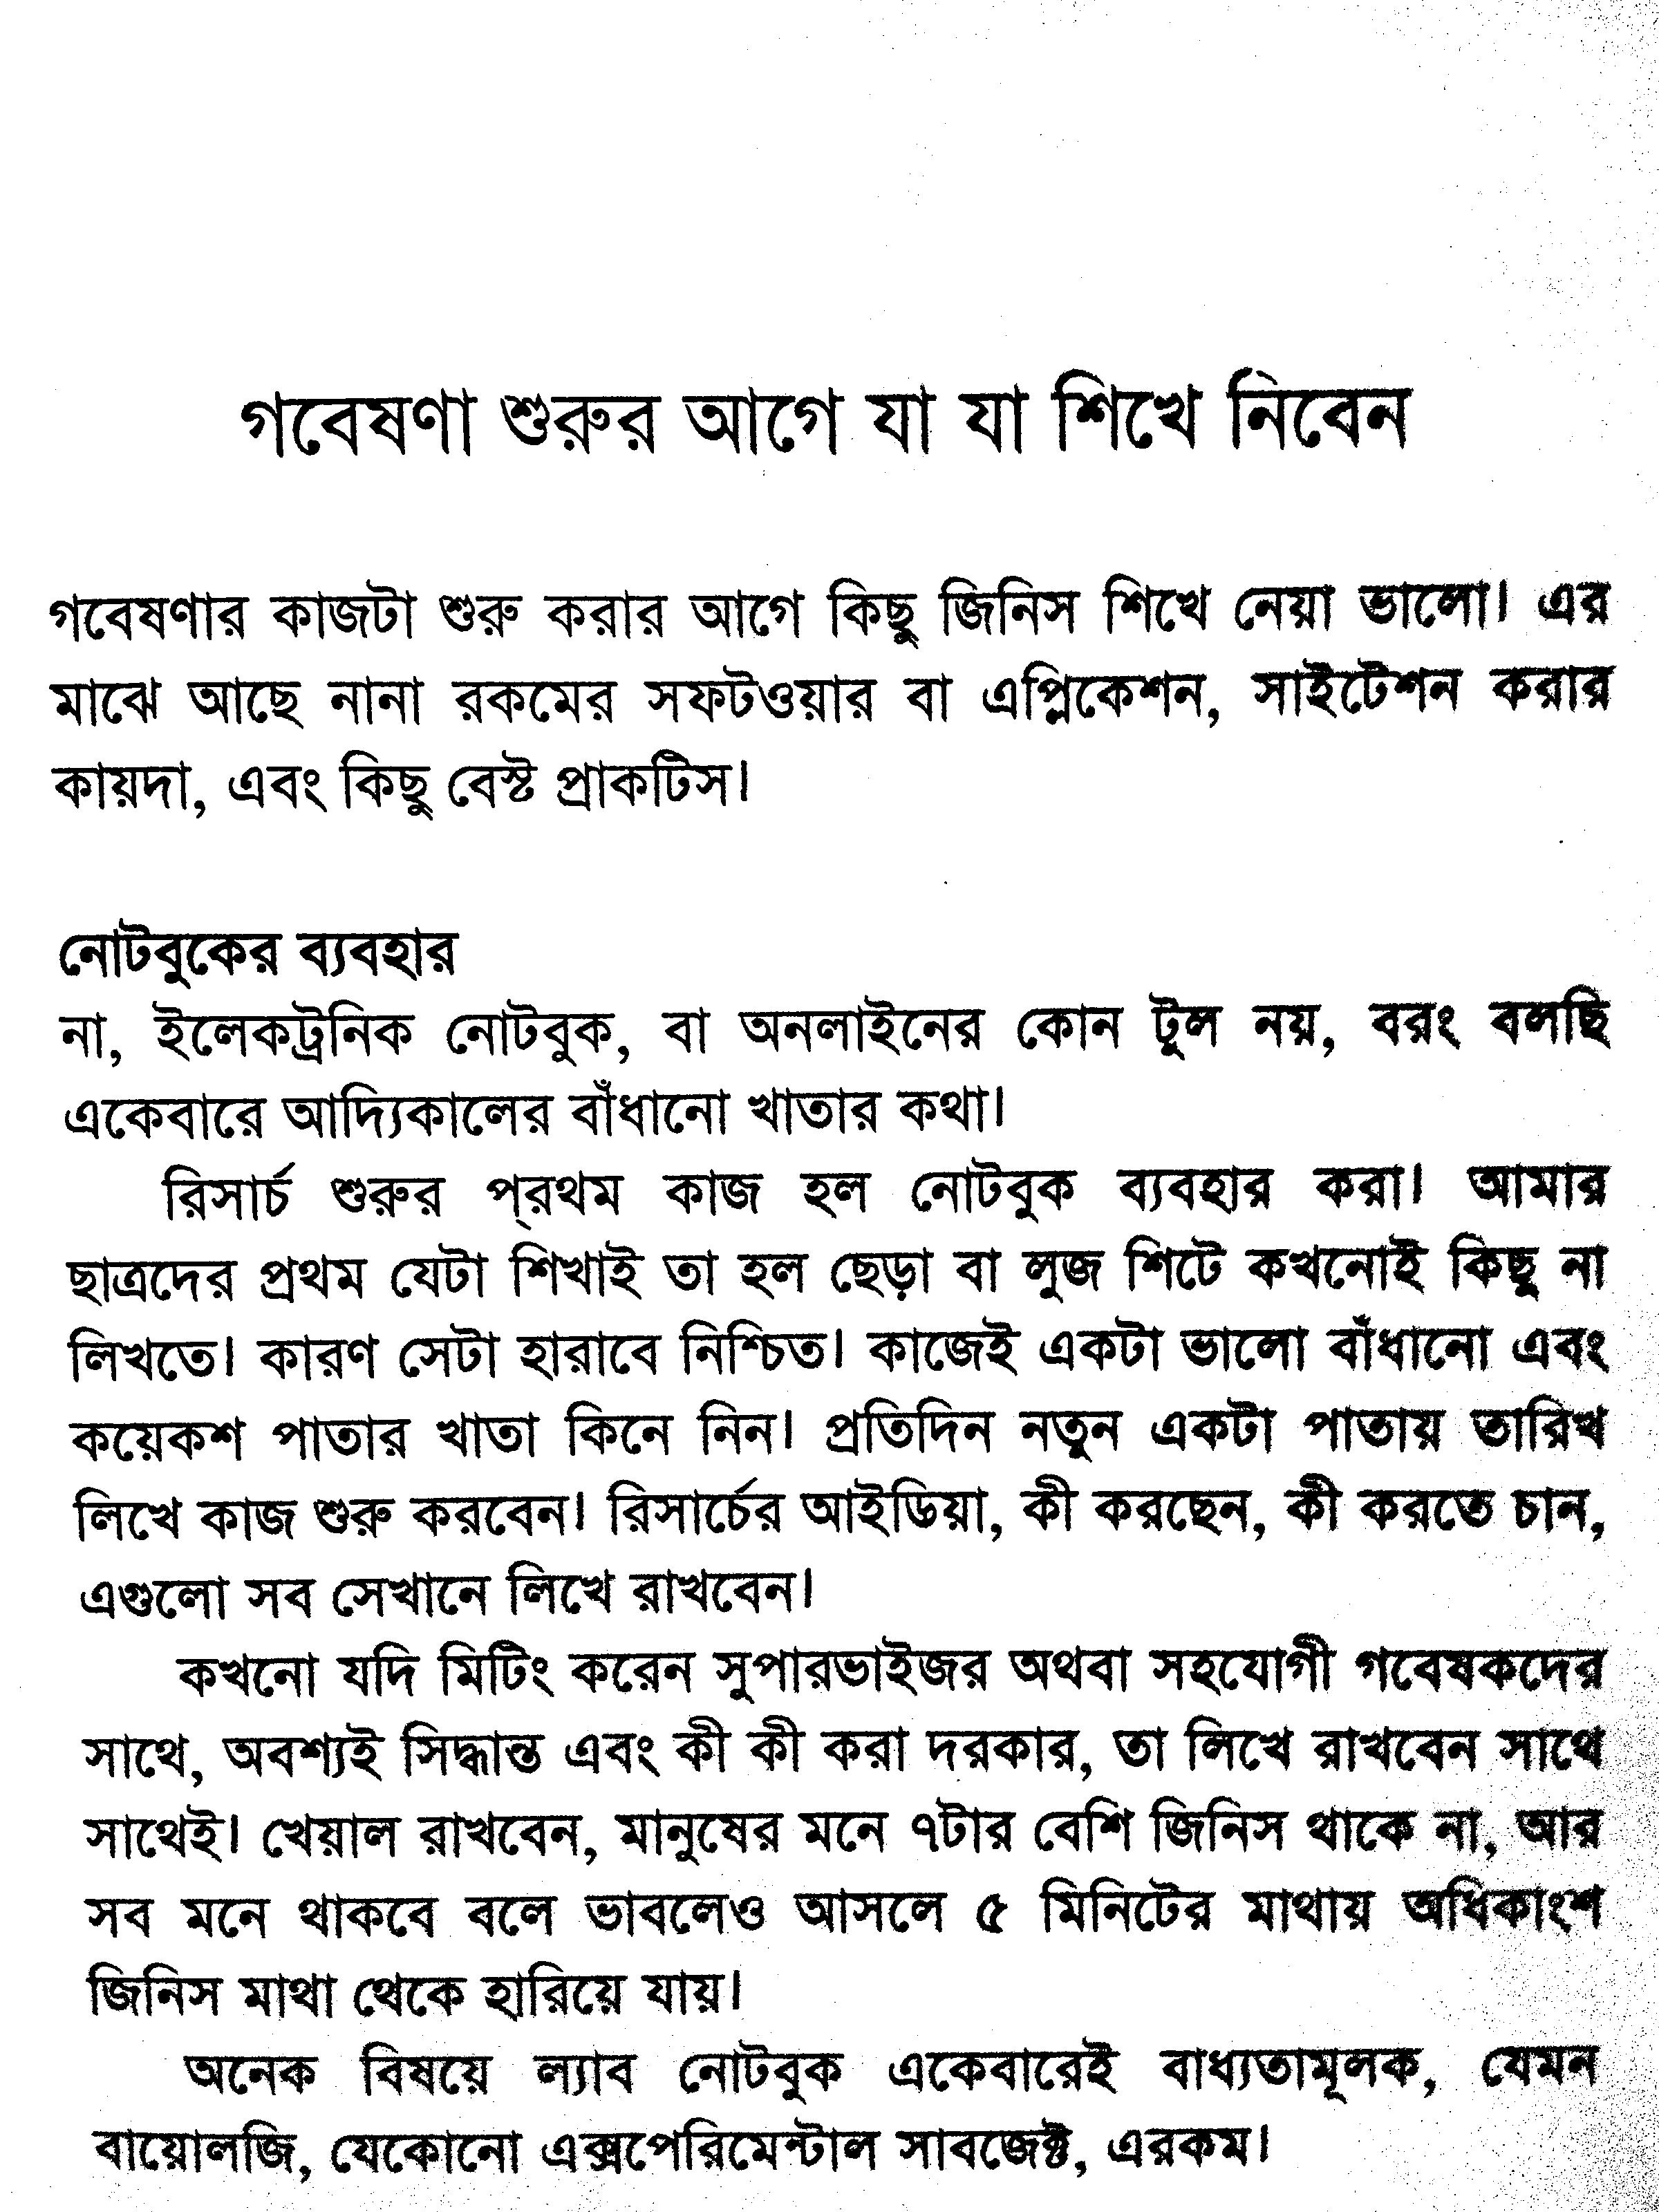 গবেষণা শুরুর আগে যা যা শিখে নিবেন
গবেষণার কাজটা শুরু করার আগে কিছু জিনিস শিখে নেয়া ভালো। এর
মাঝে আছে নানা রকমের সফটওয়ার বা এপ্লিকেশন, সাইটেশন করার
কায়দা, এবং কিছু বেস্ট প্রাকটিস।
নোটবুকের ব্যবহার
না, ইলেকট্রনিক নোটবুক, বা অনলাইনের কোন টুল নয়, বরং বলছি
একেবারে আদ্যিকালের বাঁধানো খাতার কথা।
রিসার্চ শুরুর প্‌রথম কাজ হল নোটবুক ব্যবহার করা। আমার
ছাত্রদের প্রথম যেটা শিখাই তা হল ছেড়া বা লুজ শিটে কখনোই কিছু না
লিখতে। কারণ সেটা হারাবে নিশ্চিত। কাজেই একটা ভালো বাঁধানো এবং
কয়েকশ পাতার খাতা কিনে নিন। প্রতিদিন নতুন একটা পাতায় তারিখ
লিখে কাজ শুরু করবেন। রিসার্চের আইডিয়া, কী করছেন, কী করতে চান,
এগুলো সব সেখানে লিখে রাখবেন।
কখনো যদি মিটিং করেন সুপারভাইজর অথবা সহযোগী গবেষকদের
সাথে, অবশ্যই সিদ্ধান্ত এবং কী কী করা দরকার, তা লিখে রাখবেন সাথে
সাথেই। খেয়াল রাখবেন, মানুষের মনে ৭টার বেশি জিনিস থাকে না, আর
সব মনে থাকবে বলে ভাবলেও আসলে ৫ মিনিটের মাথায় অধিকাংশ
জিনিস মাথা থেকে হারিয়ে যায়।
অনেক বিষয়ে ল্যাব নোটবুক একেবারেই বাধ্যতামূলক, যেমন
বায়োলজি, যেকোনো এক্সপেরিমেন্টাল সাবজেক্ট, এরকম।